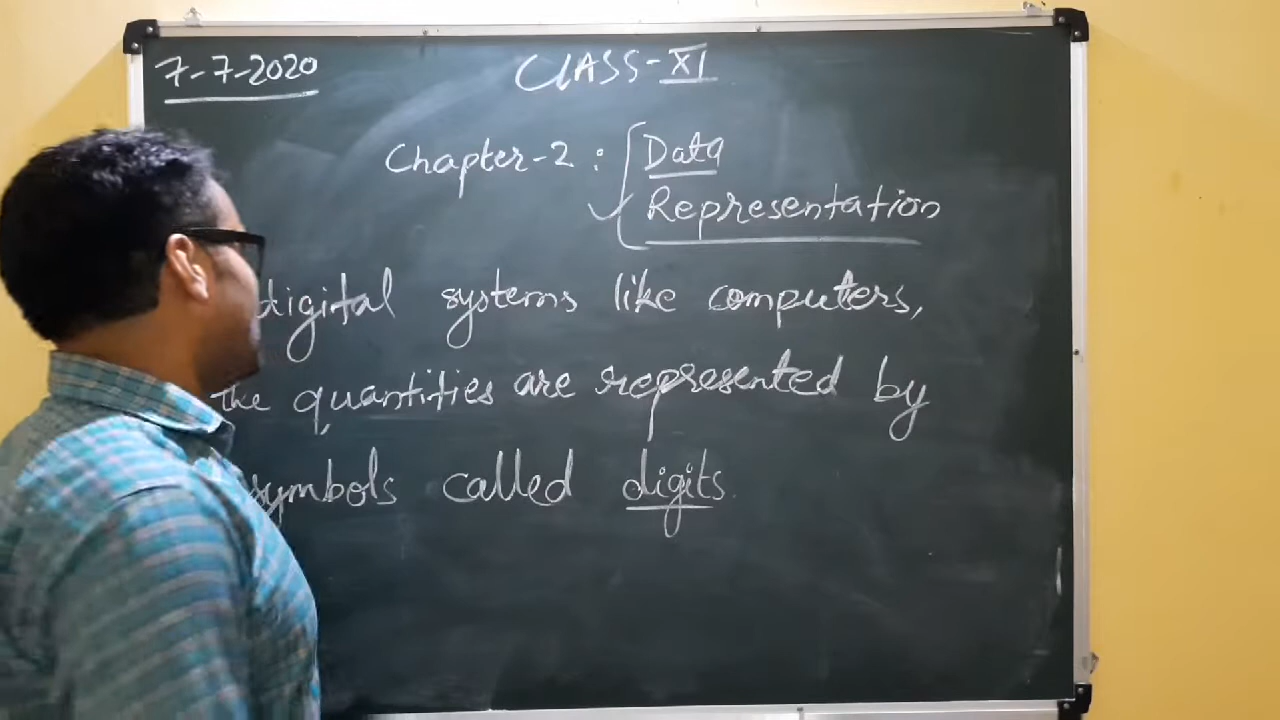 7-7-2020
CLASS-XI
Chapter-2 : Data
Representation
digital systems like computers,
the quantities are represented by
symbols called digits.